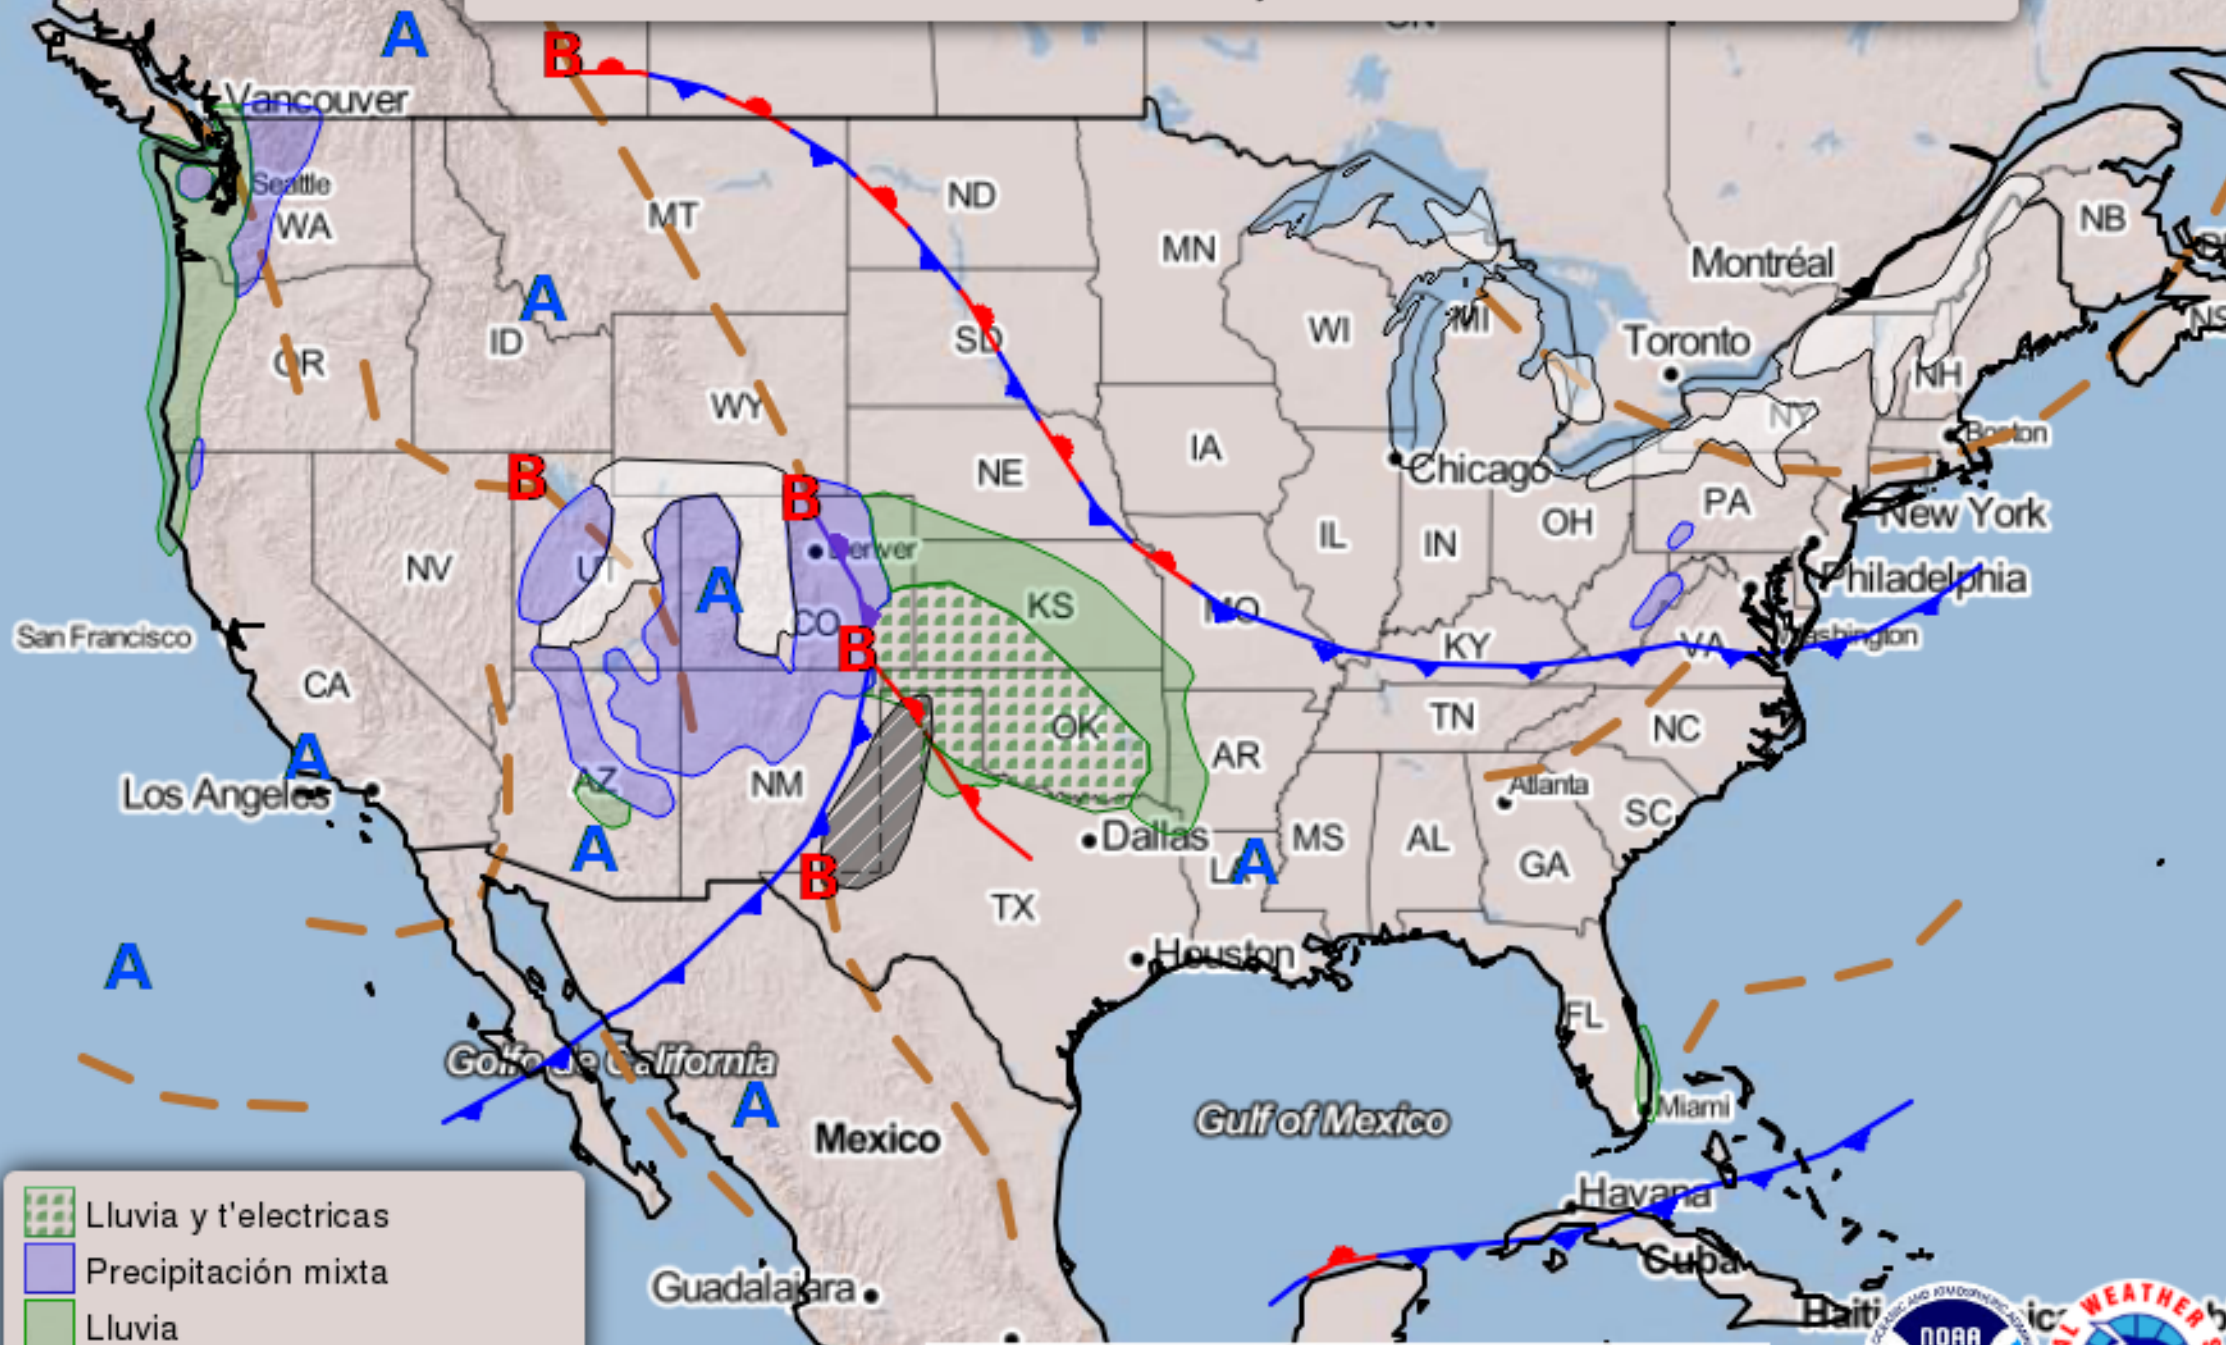 A
B
Vancouver
Seattle
WA
MT
ND
MN
NB
Montréal
A
ID
OR
SD
WI
MI
Toronto
NH
WY
NY
IA
Boston
B
B
NE
Chicago
PA
New York
OH
IL
IN
NV
UT
Denver
Philadelphia
A
CO
KS
MO
San Francisco
B
KY
VA
Washington
CA
TN
NC
OK
A
AR
AZ
NM
Los Angeles
Atlanta
SC
A
Dallas
MS
AL
GA
LA
A
B
TX
Houston
A
FL
Golfo de California
A
Miami
Gulf of Mexico
Mexico
Havana
Cuba
Guadalajara
Haiti
Lluvia y t'electricas
Precipitación mixta
Lluvia
NOAA
WEATHER